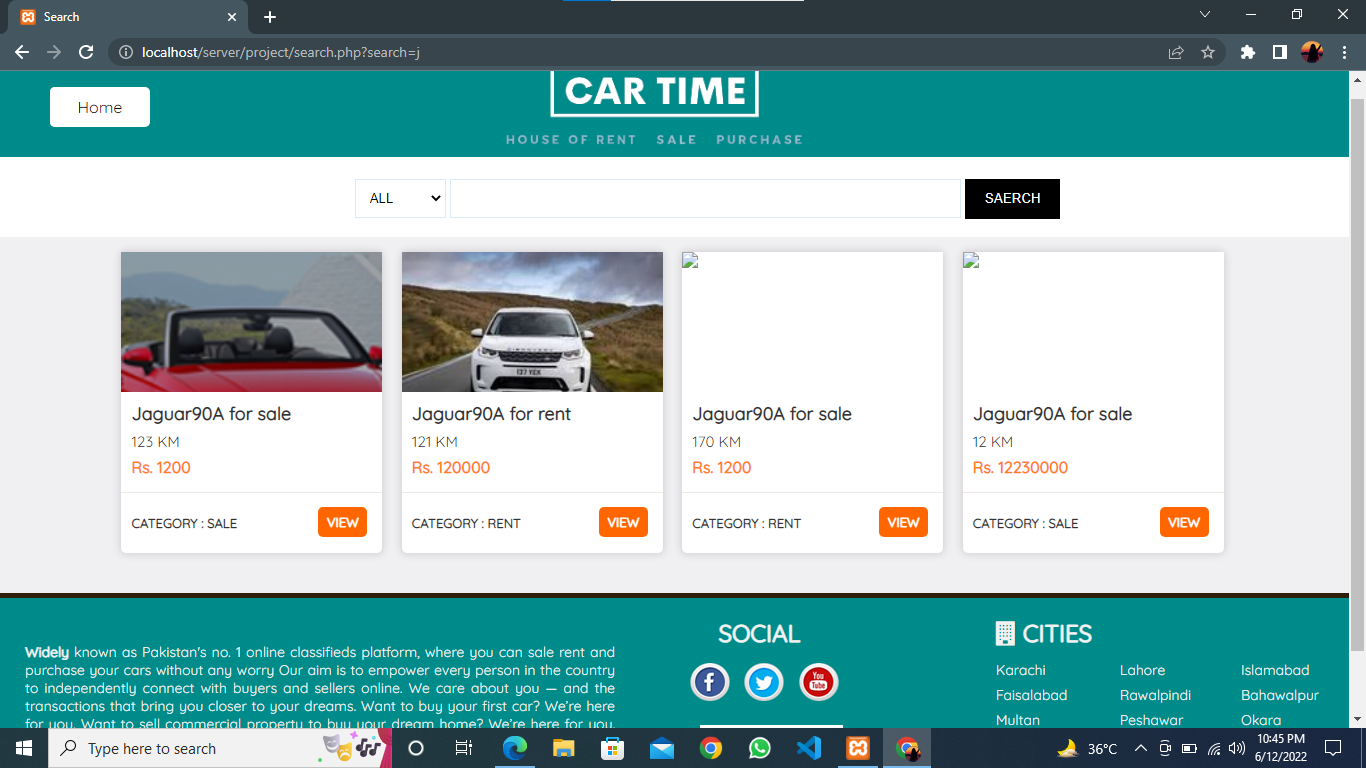 Search
localhost/server/project/search.php?search=j
Home
CAR TIME
HOUSE OF RENT SALE PURCHASE
ALL
SAERCH
Jaguar90A for sale
123 KM
Rs. 1200
CATEGORY : SALE
VIEW
Jaguar90A for rent
121 KM
Rs. 120000
CATEGORY : RENT
VIEW
Jaguar90A for sale
170 KM
Rs. 1200
CATEGORY : RENT
VIEW
Jaguar90A for sale
12 KM
Rs. 12230000
CATEGORY : SALE
VIEW
Widely known as Pakistan's no. 1 online classifieds platform, where you can sale rent and
purchase your cars without any worry Our aim is to empower every person in the country
to independently connect with buyers and sellers online. We care about you — and the
transactions that bring you closer to your dreams. Want to buy your first car? We're here
for you. Want to sell commercial property to buy your dream home? We're here for you.
SOCIAL
You
Tube
CITIES
Karachi Lahore Islamabad
Faisalabad Rawalpindi Bahawalpur
Multan Peshawar Okara
Type here to search
36°C
10:45 PM
6/12/2022